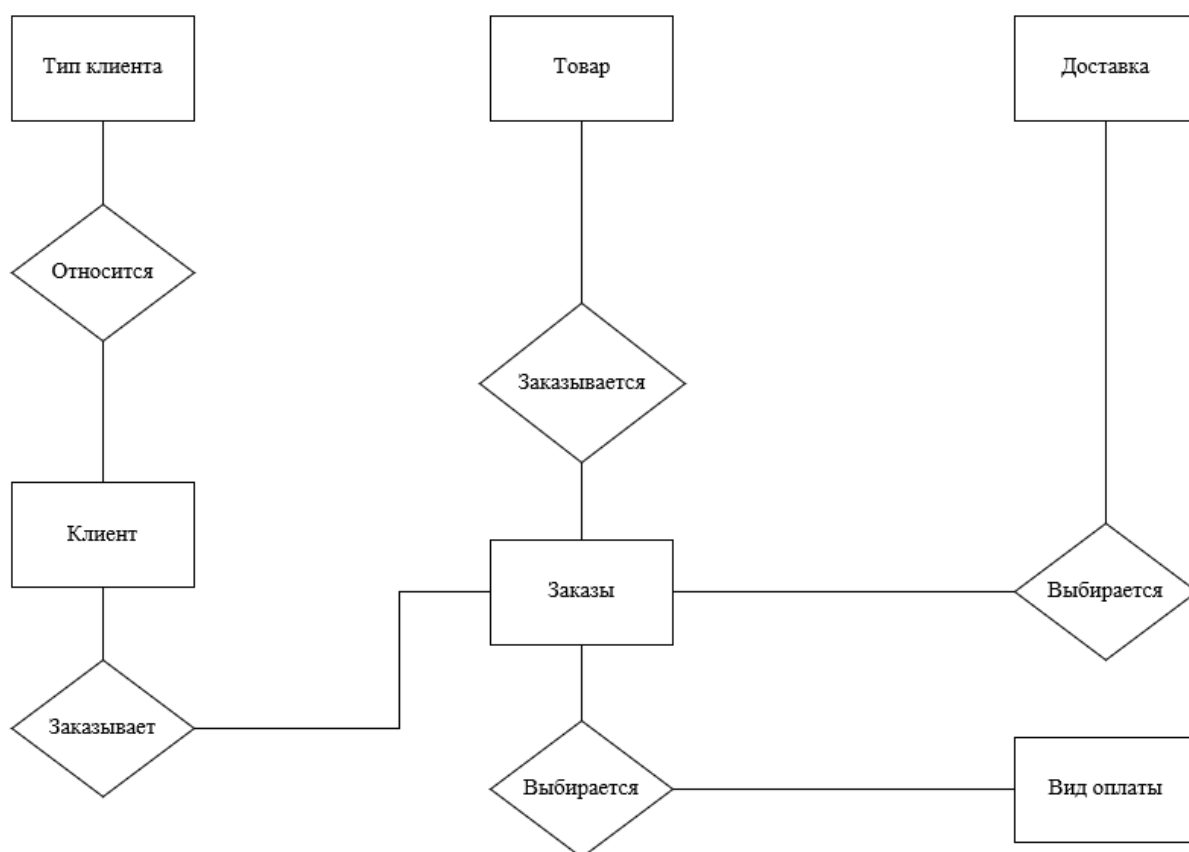 Тип клиента
Товар
Доставка
Относится
Заказывается
Клиент
Заказы
Выбирается
Заказывает
Выбирается
Вид оплаты